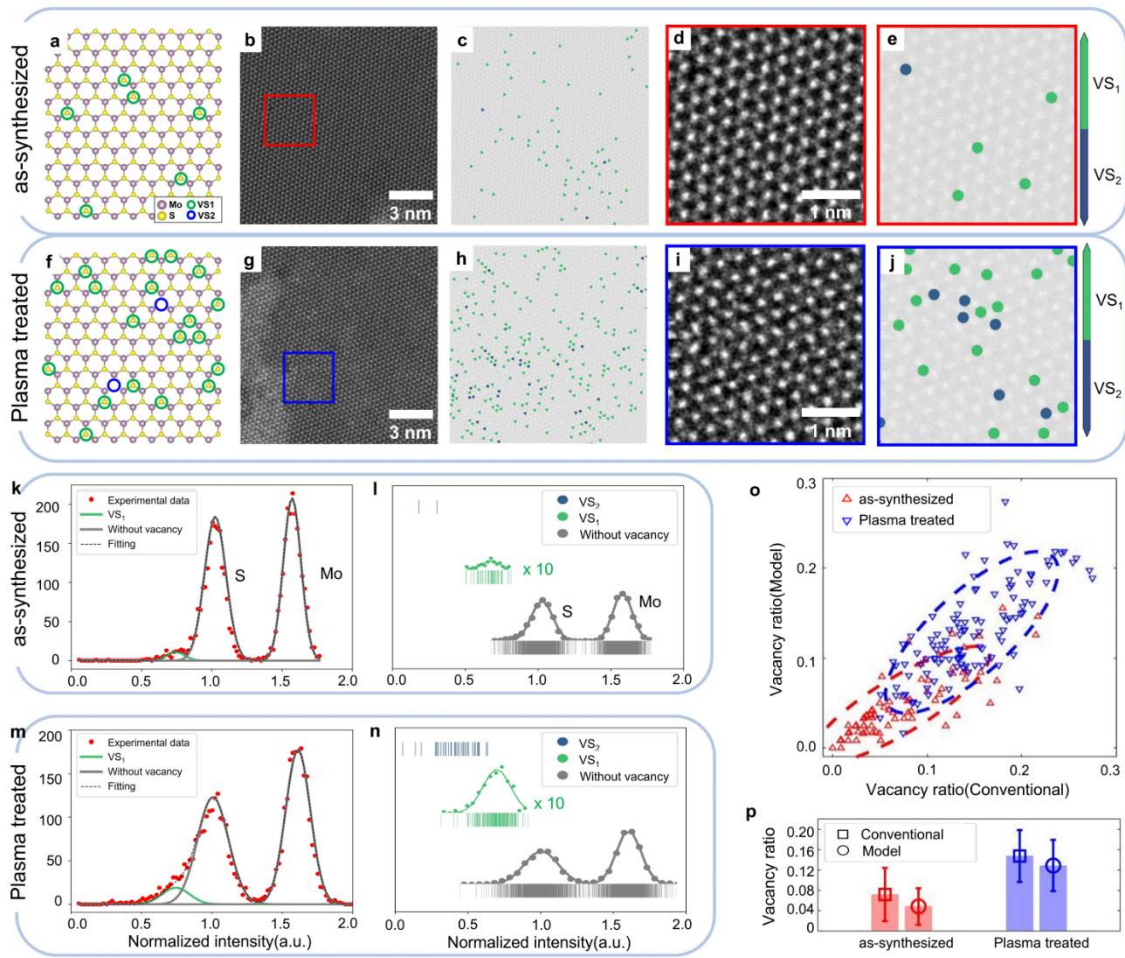 as-synthesized
a
b
c
d
e
Mo VS1
S VS2
3 nm
1 nm
VS₁
VS₂
Plasma treated
f
g
h
i
j
3 nm
1 nm
VS₁
VS₂
k
as-synthesized
200
150
100
50
0
Experimental data
VS₁
Without vacancy
Fitting
S
Mo
0.0 0.5 1.0 1.5 2.0
l
VS₂
VS₁
Without vacancy
x 10
S
Mo
0.0 0.5 1.0 1.5 2.0
m
Plasma treated
200
150
100
50
0
Experimental data
VS₁
Without vacancy
Fitting
0.0 0.5 1.0 1.5 2.0
Normalized intensity(a.u.)
n
VS₂
VS₁
Without vacancy
x 10
0.0 0.5 1.0 1.5 2.0
Normalized intensity(a.u.)
o
0.3
0.2
0.1
0.0
Vacancy ratio(Model)
as-synthesized
Plasma treated
0.0 0.1 0.2 0.3
Vacancy ratio(Conventional)
p
Vacancy ratio
0.20
0.16
0.12
0.08
0.04
Conventional
Model
as-synthesized Plasma treated